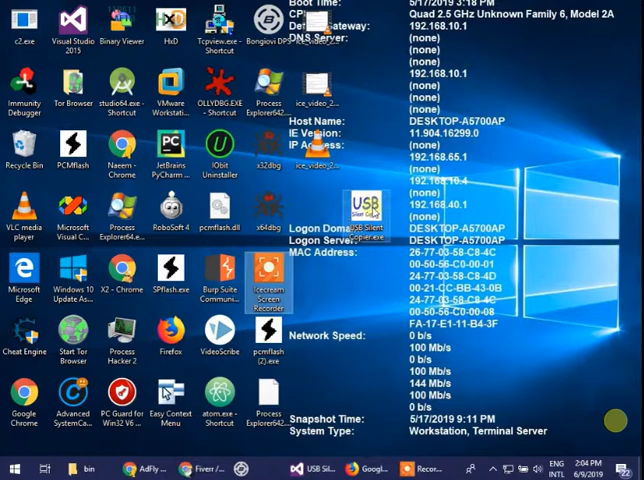 Boot Time: 5/17/2019 3:18 PM
Quad 2.5 GHz Unknown Family 6, Model 2A
192.168.10.1
(none)
DNS Server: (none)
(none)
192.168.10.1
(none)
(none)
(none)
Host Name: DESKTOP-A5700AP
IE Version: 11.904.16299.0
(none)
192.168.65.1
192.168.10.4
192.168.40.1
(none)
DESKTOP-A5700AP
Logon Server: DESKTOP-A5700AP
MAC Address: 26-77-03-58-C8-4C
00-50-56-C0-00-01
24-77-03-58-C8-4D
00-21-CC-BB-43-0B
24-77-03-58-C8-4C
00-50-56-C0-00-08
FA-17-E1-11-B4-3F
Network Speed: 0 b/s
100 Mb/s
0 b/s
100 Mb/s
144 Mb/s
100 Mb/s
0 b/s
Snapshot Time: 5/17/2019 9:11 PM
System Type: Workstation, Terminal Server
c2.exe
Visual Studio 2015
Binary Viewer
HxD
Tcpview.exe - Shortcut
Bongiovi DPS
ice_video_2...
Immunity Debugger
Tor Browser
studio64.exe - Shortcut
VMware Workstati...
OLLYDBG.EXE - Shortcut
Process Explorer642...
ice_video_2...
Recycle Bin
PCMflash
Naeem - Chrome
PC
JetBrains PyCharm ...
IObit Uninstaller
x32dbg
ice_video_2...
VLC media player
Microsoft Visual C...
Process Explorer64.e...
RoboSoft 4
pcmflash.dll
x64dbg
USB
USB Silent Copier.exe
Microsoft Edge
Windows 10 Update As...
X2 - Chrome
SPflash.exe
Burp Suite Communi...
Icecream Screen Recorder
Cheat Engine
Start Tor Browser
Process Hacker 2
Firefox
VideoScribe
pcmflash (2).exe
Google Chrome
Advanced SystemCa...
PC Guard for Win32 V6 ...
Easy Context Menu
atom.exe - Shortcut
Process Explorer642...
bin
AdFly ...
Fiverr /...
USB Sil...
Googl...
Recor...
ENG
INTL
2:04 PM
6/9/2019
22